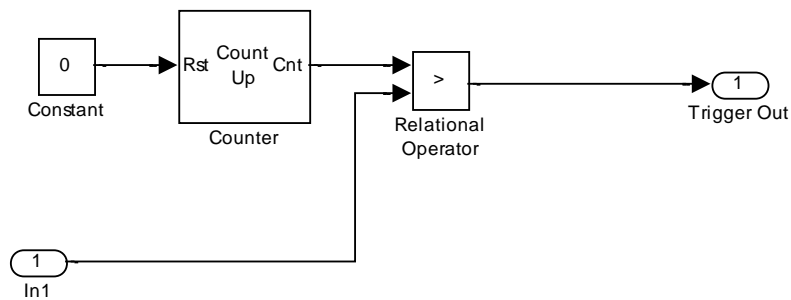 0
Constant
Rst
Count
Up
Cnt
Counter
>
Relational
Operator
1
Trigger Out
1
In1